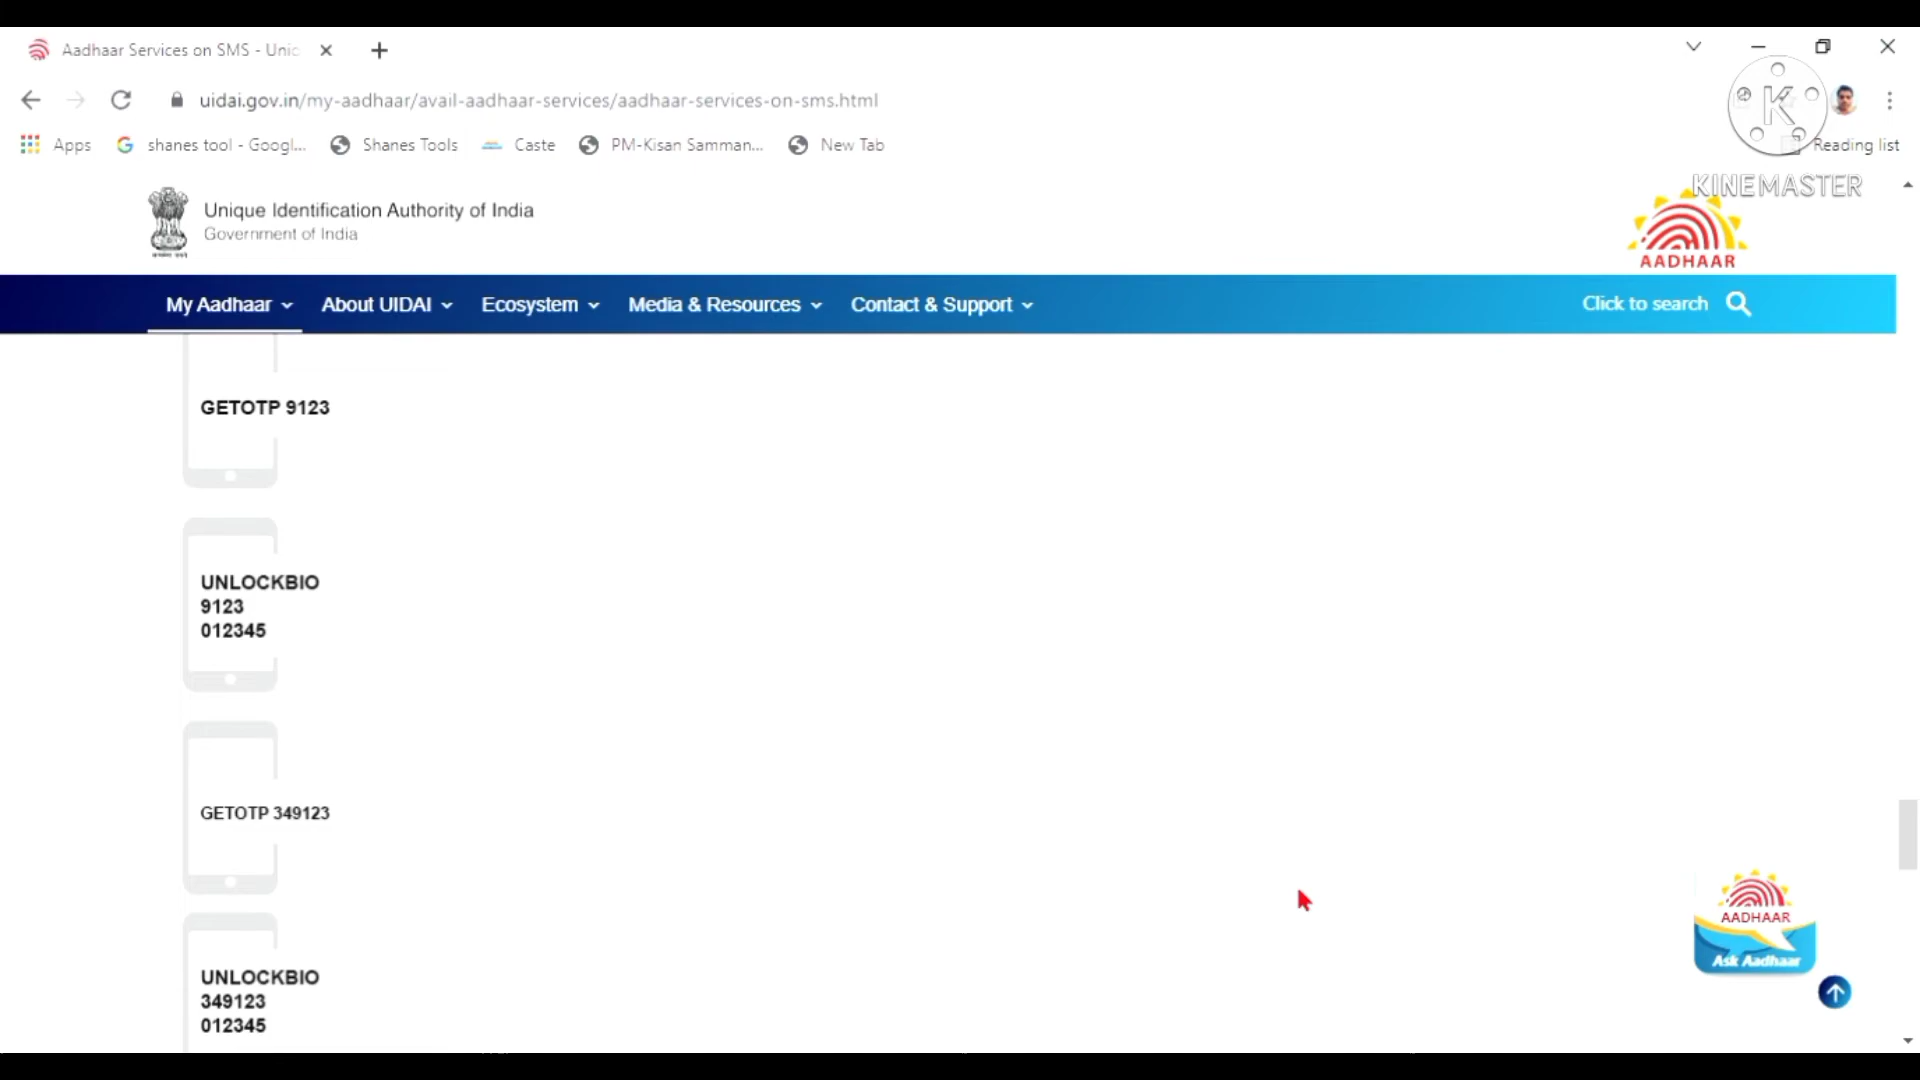 Aadhaar Services on SMS - Unic
uidai.gov.in/my-aadhaar/avail-aadhaar-services/aadhaar-services-on-sms.html
K
Apps
shanes tool - Googl...
Shanes Tools
Caste
PM-Kisan Samman...
New Tab
Reading list
KINEMASTER
Unique Identification Authority of India
Government of India
AADHAAR
My Aadhaar
About UIDAI
Ecosystem
Media & Resources
Contact & Support
Click to search
GETOTP 9123
UNLOCKBIO
9123
012345
GETOTP 349123
UNLOCKBIO
349123
012345
AADHAAR
Ask Aadhaar